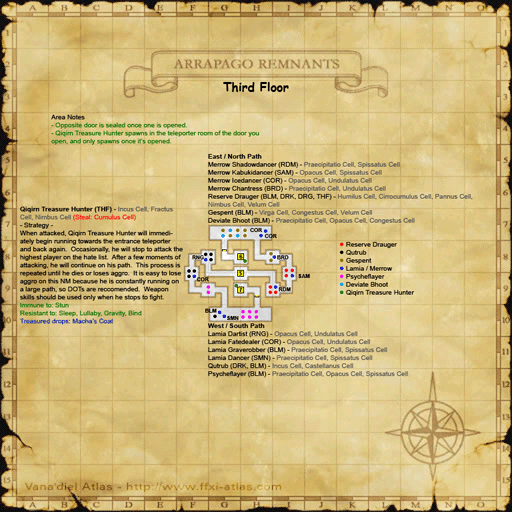 A B C D E F G H I J K L M N O
ARRAPAGO REMNANTS
Third Floor
Area Notes
- Opposite door is sealed once one is opened.
- Qiqirn Treasure Hunter spawns in the teleporter room of the door you
open, and only spawns once it's opened.
East / North Path
Merrow Shadowdancer (RDM) - Praecipitatio Cell, Spissatus Cell
Merrow Kabukidancer (SAM) - Opacus Cell, Spissatus Cell
Merrow Icedancer (COR) - Opacus Cell, Undulatus Cell
Merrow Chantress (BRD) - Praecipitatio Cell, Undulatus Cell
Reserve Draugar (BLM, DRK, DRG, THF) - Humilus Cell, Cirrocumulus Cell, Pannus Cell,
Nimbus Cell, Velum Cell
Gespent (BLM) - Virga Cell, Congestus Cell, Velum Cell
Deviate Bhoot (BLM) - Praecipitatio Cell, Opacus Cell, Congestus Cell
Qiqirn Treasure Hunter (THF) - Incus Cell, Fractus
Cell, Nimbus Cell (Steal: Cumulus Cell)
- Strategy -
When attacked, Qiqirn Treasure Hunter will immedi-
ately begin running towards the entrance teleporter
and back again. Occasionally, he will stop to attack the
highest player on the hate list. After a few moments of
attacking, he will continue on his path. This process is
repeated until he dies or loses aggro. It is easy to lose
aggro on this NM because he is constantly running on
a large path, so DOTs are recommended. Weapon
skills should be used only when he stops to fight.
Immune to: Stun
Resistant to: Sleep, Lullaby, Gravity, Bind
Treasured drops: Macha's Coat
COR
COR
RNG
6
BRD
5
SAM
COR
7
RDM
BLM
SMN
Reserve Draugar
Qutrub
Gespent
Lamia / Merrow
Psycheflayer
Deviate Bhoot
Qiqirn Treasure Hunter
West / South Path
Lamia Dartist (RNG) - Opacus Cell, Undulatus Cell
Lamia Fatedealer (COR) - Opacus Cell, Undulatus Cell
Lamia Graverobber (BLM) - Praecipitatio Cell, Opacus Cell
Lamia Dancer (SMN) - Praecipitatio Cell, Spissatus Cell
Qutrub (DRK, BLM) - Incus Cell, Castellanus Cell
Psycheflayer (BLM) - Praecipitatio Cell, Opacus Cell, Spissatus Cell
Vana'diel Atlas - http://www.ffxi-atlas.com